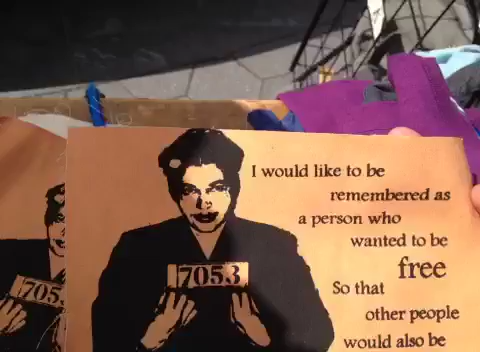 I would like to be
remembered as
a person who
wanted to be
free
So that
other people
would also be
7053
705